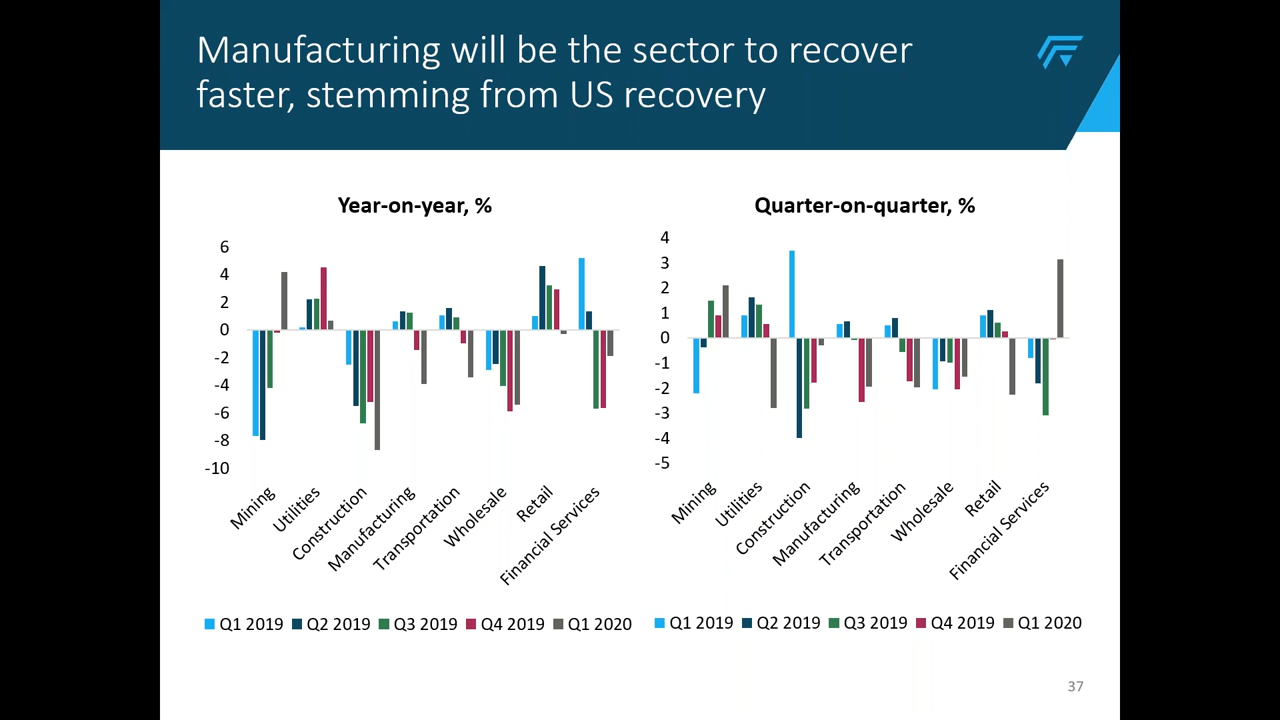 Manufacturing will be the sector to recover
faster, stemming from US recovery
Year-on-year, %
6
4
2
0
-2
-4
-6
-8
-10
Mining
Utilities
Construction
Manufacturing
Transportation
Wholesale
Retail
Financial Services
Q1 2019 Q2 2019 Q3 2019 Q4 2019 Q1 2020
Quarter-on-quarter, %
4
3
2
1
0
-1
-2
-3
-4
-5
Mining
Utilities
Construction
Manufacturing
Transportation
Wholesale
Retail
Financial Services
Q1 2019 Q2 2019 Q3 2019 Q4 2019 Q1 2020
37